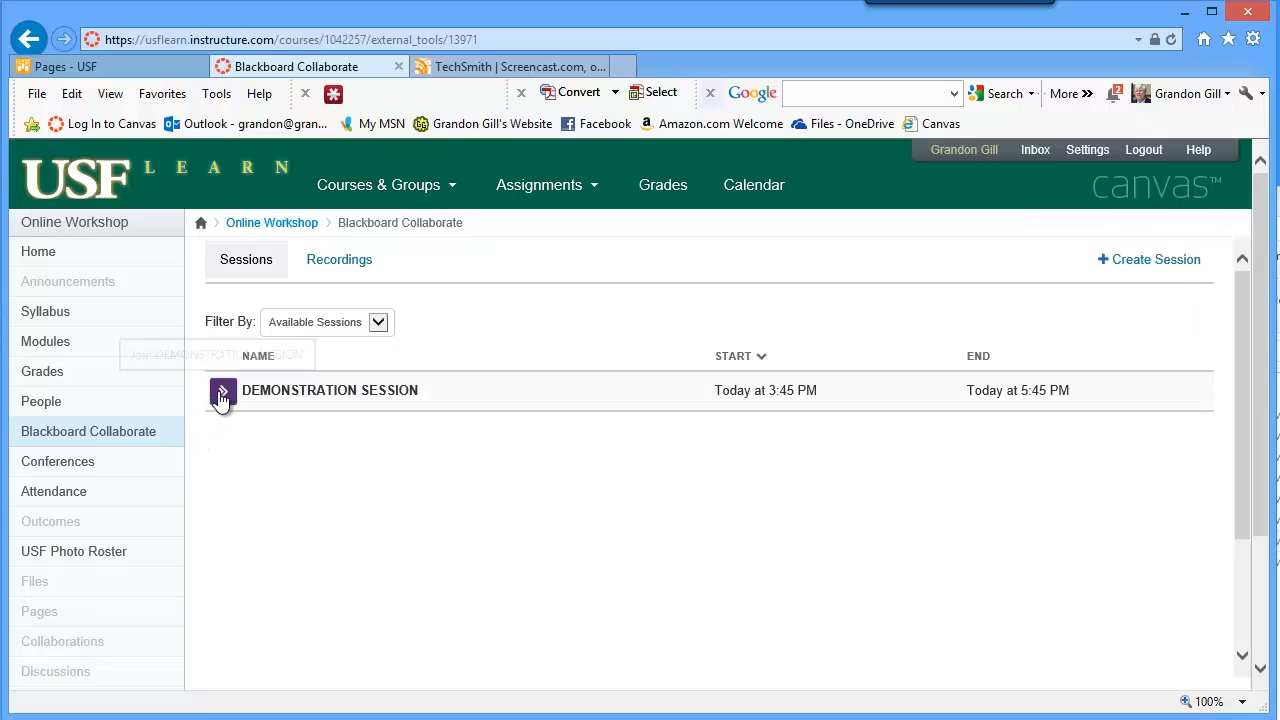 https://usflearn.instructure.com/courses/1042257/external_tools/13971
Pages - USF
Blackboard Collaborate
TechSmith | Screencast.com, o...
File Edit View Favorites Tools Help
Convert
Select
Google
Search
More
2
Grandon Gill
Log In to Canvas
Outlook - grandon@gran...
My MSN
Grandon Gill's Website
Facebook
Amazon.com Welcome
Files - OneDrive
Canvas
USF LEARN
Grandon Gill Inbox Settings Logout Help
Courses & Groups
Assignments
Grades
Calendar
canvas™
Online Workshop
Home
Announcements
Syllabus
Modules
Grades
People
Blackboard Collaborate
Conferences
Attendance
Outcomes
USF Photo Roster
Files
Pages
Collaborations
Discussions
Online Workshop
Blackboard Collaborate
Sessions
Recordings
+ Create Session
Filter By: Available Sessions
Join DEMONSTRATION SESSION
NAME START END
DEMONSTRATION SESSION Today at 3:45 PM Today at 5:45 PM
100%